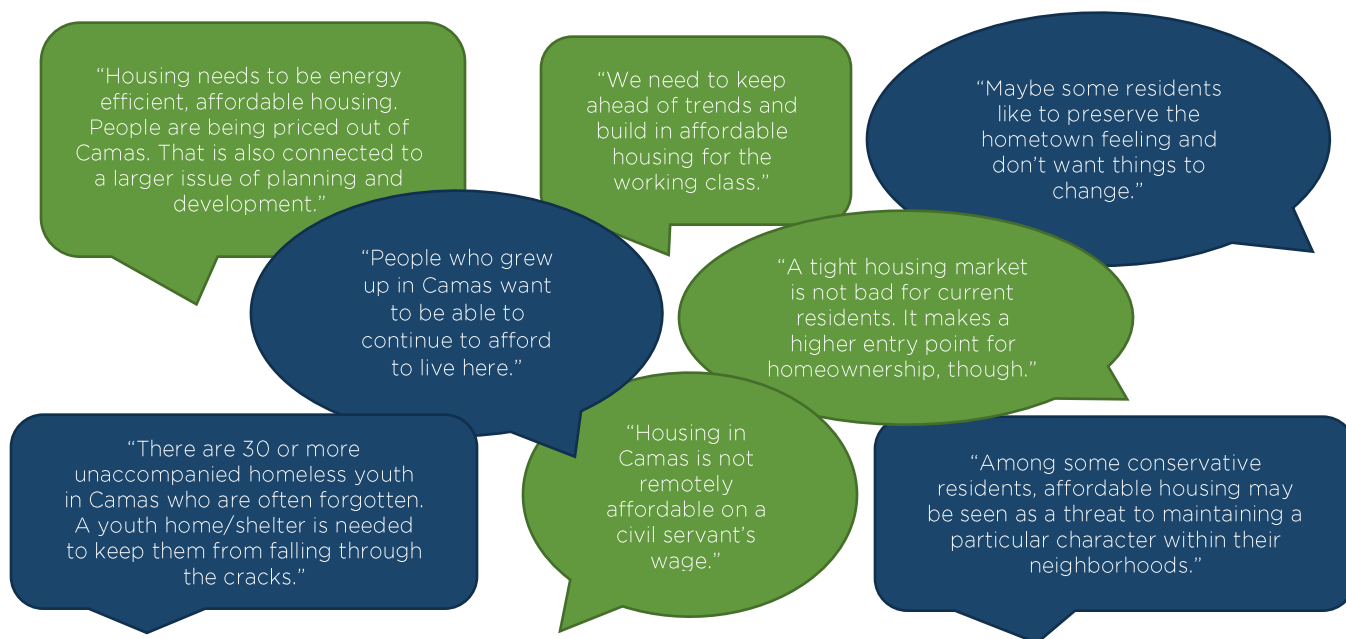 “Housing needs to be energy
efficient, affordable housing.
People are being priced out of
Camas. That is also connected to
a larger issue of planning and
development.”
“We need to keep
ahead of trends and
build in affordable
housing for the
working class.”
“Maybe some residents
like to preserve the
hometown feeling and
don’t want things to
change.”
“People who grew
up in Camas want
to be able to
continue to afford
to live here.”
“A tight housing market
is not bad for current
residents. It makes a
higher entry point for
homeownership, though.”
“There are 30 or more
unaccompanied homeless youth
in Camas who are often forgotten.
A youth home/shelter is needed
to keep them from falling through
the cracks.”
“Housing in
Camas is not
remotely
affordable on a
civil servant’s
wage.”
“Among some conservative
residents, affordable housing may
be seen as a threat to maintaining a
particular character within their
neighborhoods.”